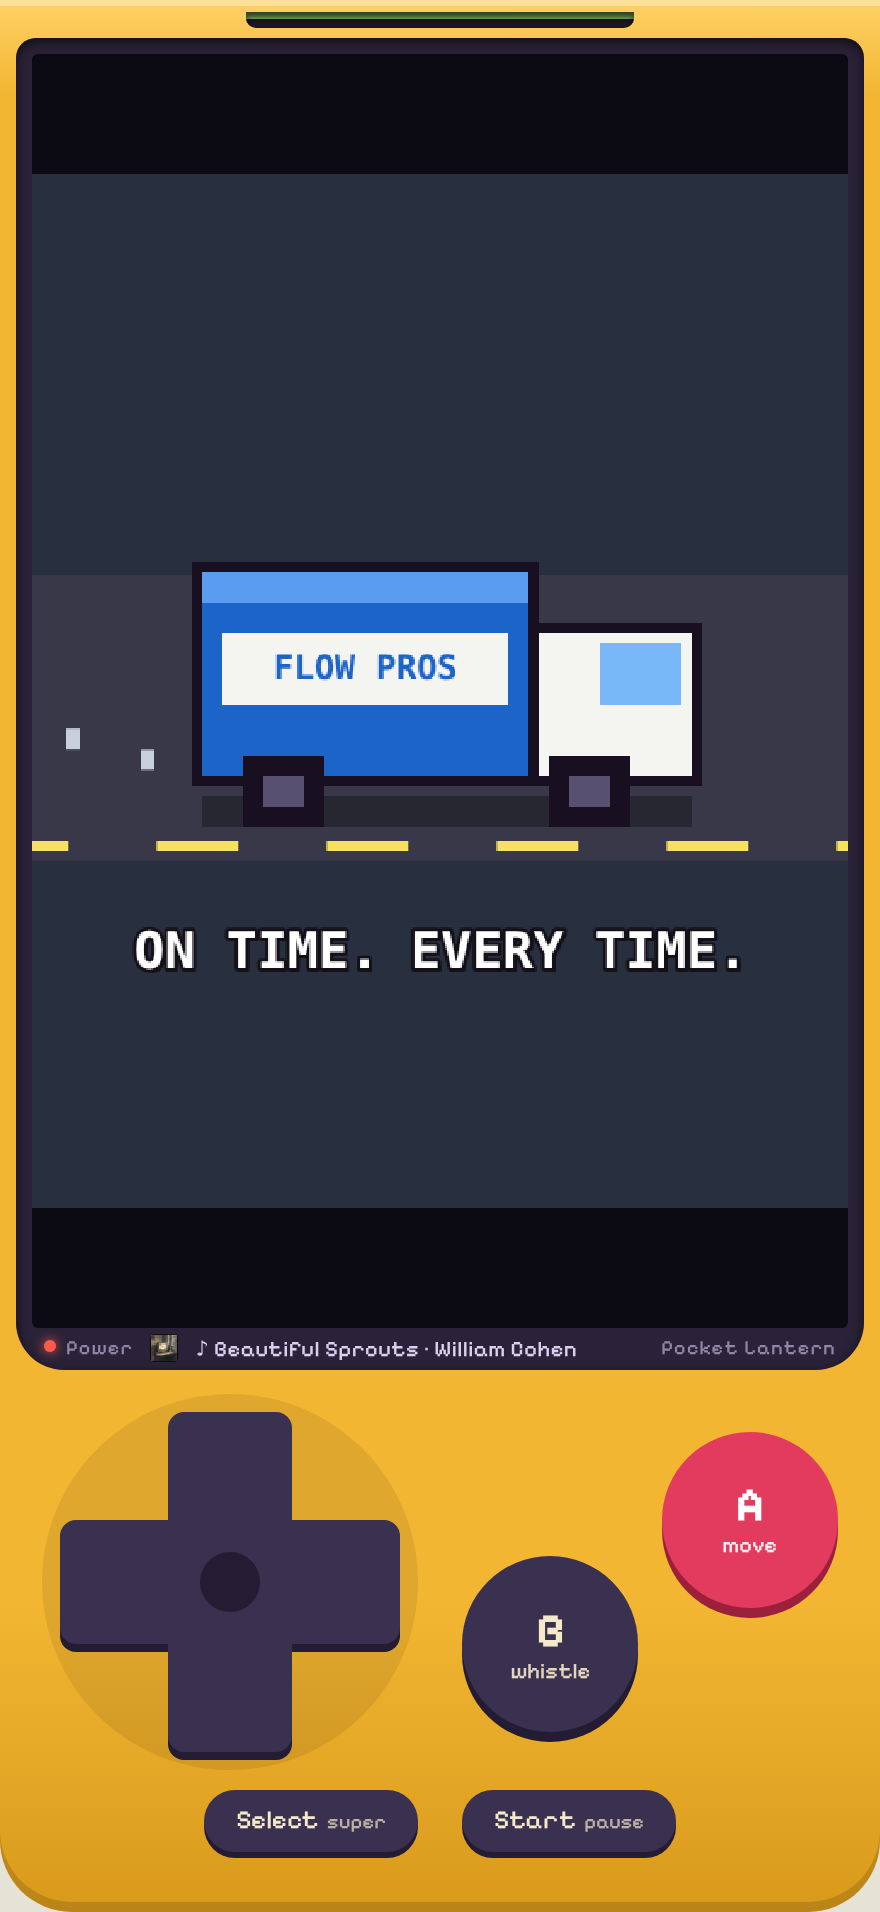 FLOW PROS
ON TIME. EVERY TIME.
Power
♪ Beautiful Sprouts · William Cohen
Pocket Lantern
A
move
B
whistle
Select super
Start pause